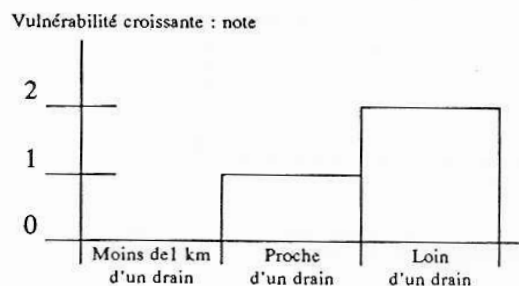 Vulnérabilité croissante : note
2
1
0
Moins de1 km
d'un drain
Proche
d'un drain
Loin
d'un drain